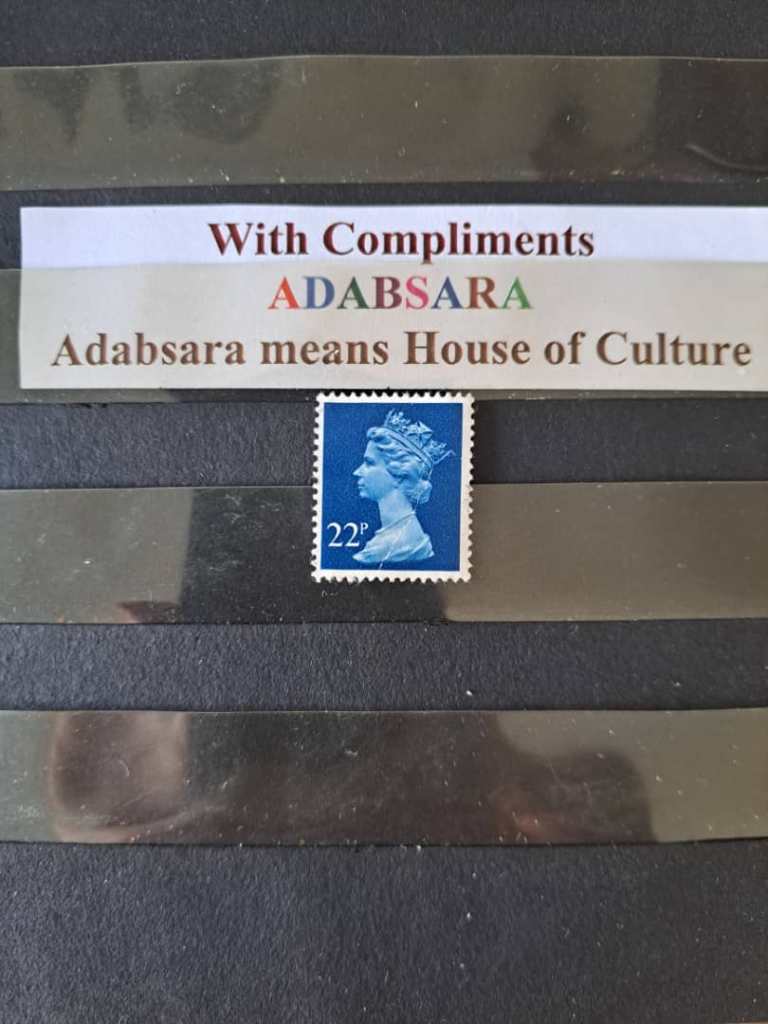 With Compliments
ADABSARA
Adabsara means House of Culture
22P